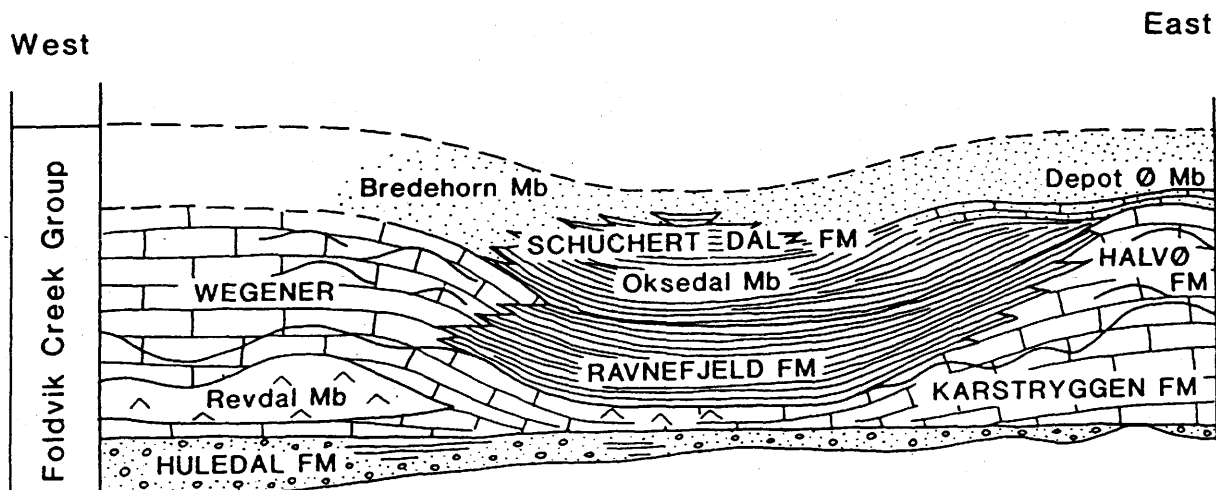 West
East
Foldvik Creek Group
Bredehorn Mb
Depot Ø Mb
SCHUCHERT DAL FM
Oksedal Mb
WEGENER
HALVØ
FM
RAVNEFJELD FM
Revdal Mb
KARSTRYGGEN FM
HULEDAL FM